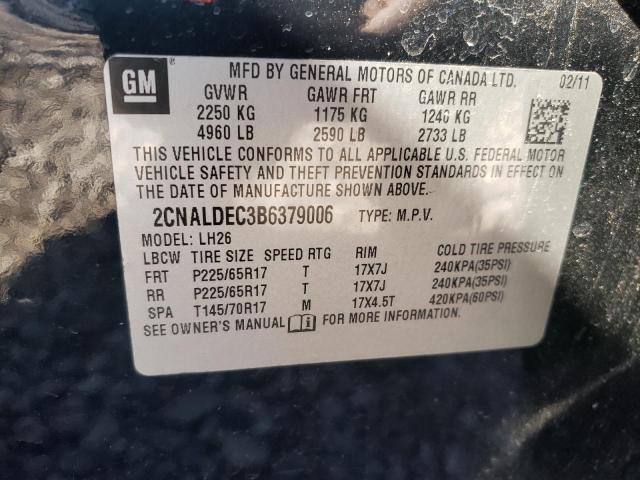 GM ® MFD BY GENERAL MOTORS OF CANADA LTD. 02/11
GVWR GAWR FRT GAWR RR
2250 KG 1175 KG 1240 KG
4960 LB 2590 LB 2733 LB
THIS VEHICLE CONFORMS TO ALL APPLICABLE U.S. FEDERAL MOTOR
VEHICLE SAFETY AND THEFT PREVENTION STANDARDS IN EFFECT ON
THE DATE OF MANUFACTURE SHOWN ABOVE.
2CNALDEC3B6379006 TYPE: M.P.V.
MODEL: LH26
LBCW TIRE SIZE SPEED RTG RIM COLD TIRE PRESSURE
FRT P225/65R17 T 17X7J 240KPA(35PSI)
RR P225/65R17 T 17X7J 240KPA(35PSI)
SPA T145/70R17 M 17X4.5T 420KPA(60PSI)
SEE OWNER'S MANUAL FOR MORE INFORMATION.